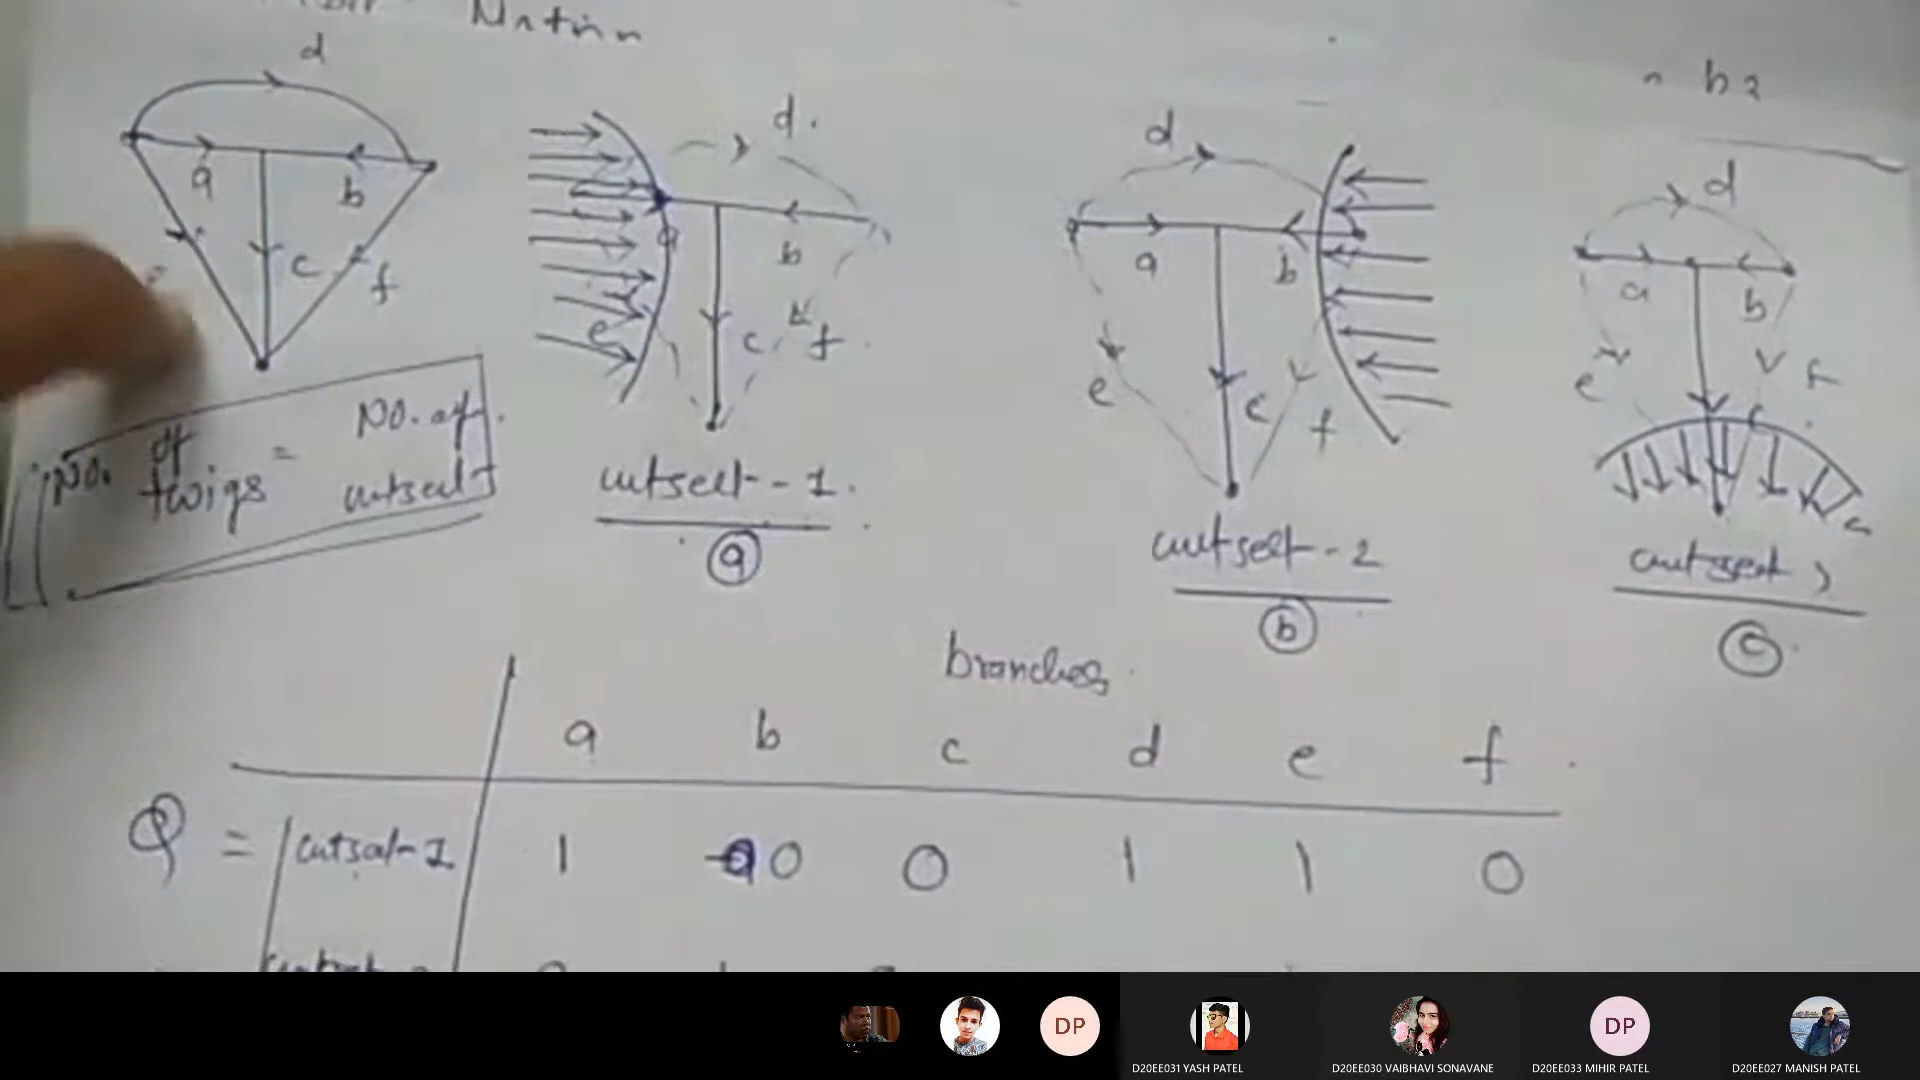 d
a
b
c
f
No. of twigs = No. of cutset
d.
a
b
e
c
f
cutset-1.
a
d
a
b
e
c
f
cutset-2
b
d
a
b
e
f
cutset
c
branches
a b c d e f
Q = cutset-1 1 0 0 1 1 0
DP
DP
D20EE031 YASH PATEL
D20EE030 VAIBHAVI SONAVANE
D20EE033 MIHIR PATEL
D20EE027 MANISH PATEL